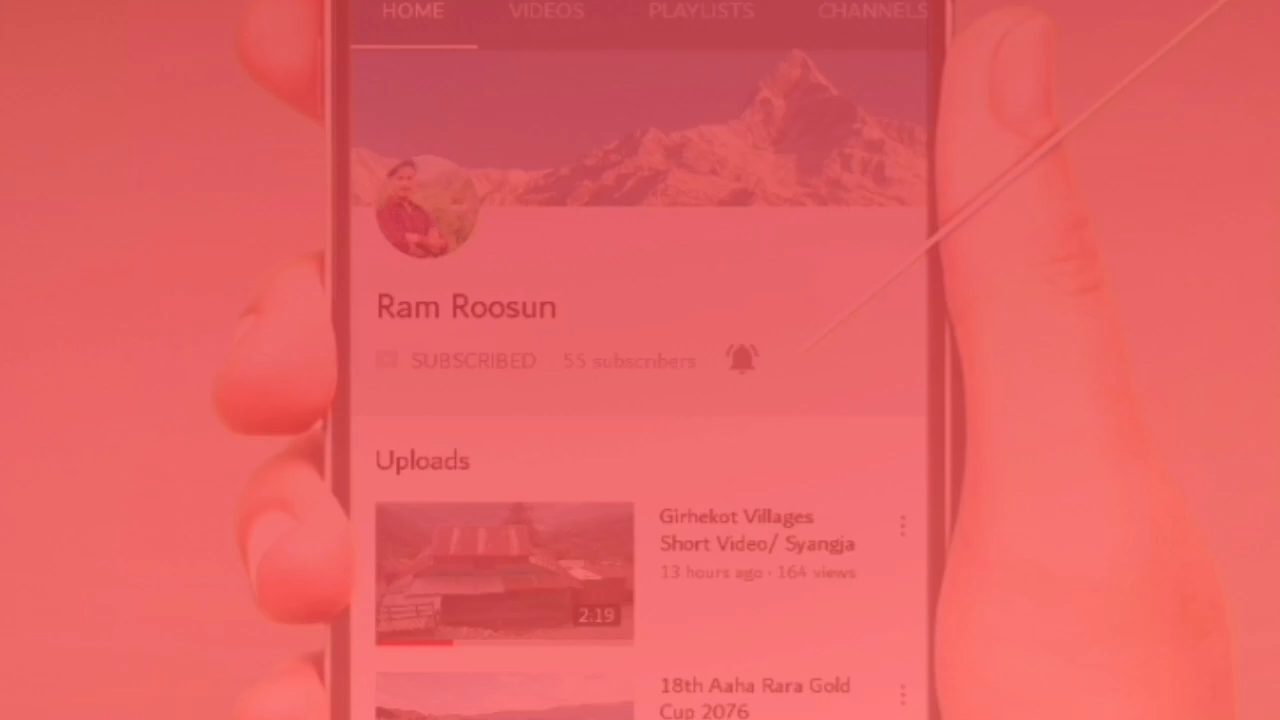 HOME VIDEOS PLAYLISTS CHANNELS
Ram Roosun
SUBSCRIBED 55 subscribers
Uploads
Girhekot Villages
Short Video/ Syangja
13 hours ago · 164 views
2:19
18th Aaha Rara Gold
Cup 2076